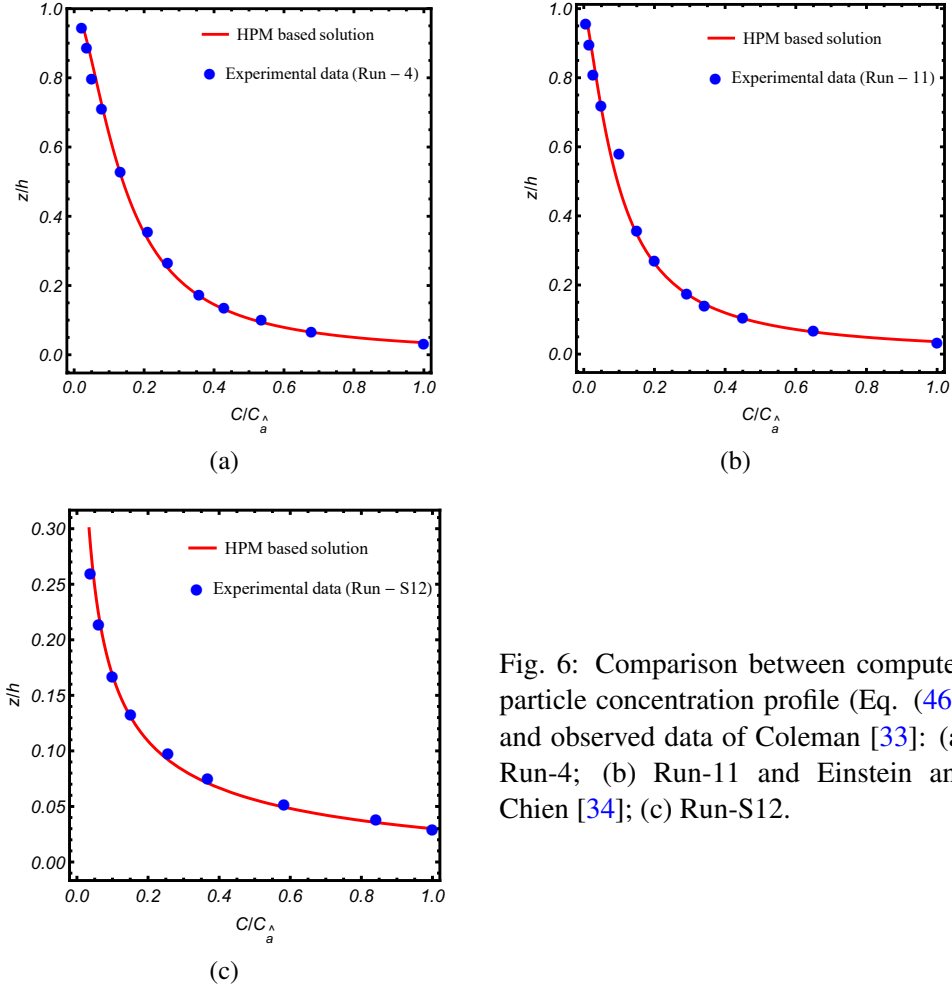 1.0
0.8
0.6
0.4
0.2
0.0
z/h
HPM based solution
Experimental data (Run – 4)
0.0 0.2 0.4 0.6 0.8 1.0
C/Câ
(a)
1.0
0.8
0.6
0.4
0.2
0.0
z/h
HPM based solution
Experimental data (Run – 11)
0.0 0.2 0.4 0.6 0.8 1.0
C/Câ
(b)
0.30
0.25
0.20
0.15
0.10
0.05
0.00
z/h
HPM based solution
Experimental data (Run – S12)
0.0 0.2 0.4 0.6 0.8 1.0
C/Câ
(c)
Fig. 6: Comparison between compute
particle concentration profile (Eq. (46
and observed data of Coleman [33]: (a
Run-4; (b) Run-11 and Einstein an
Chien [34]; (c) Run-S12.